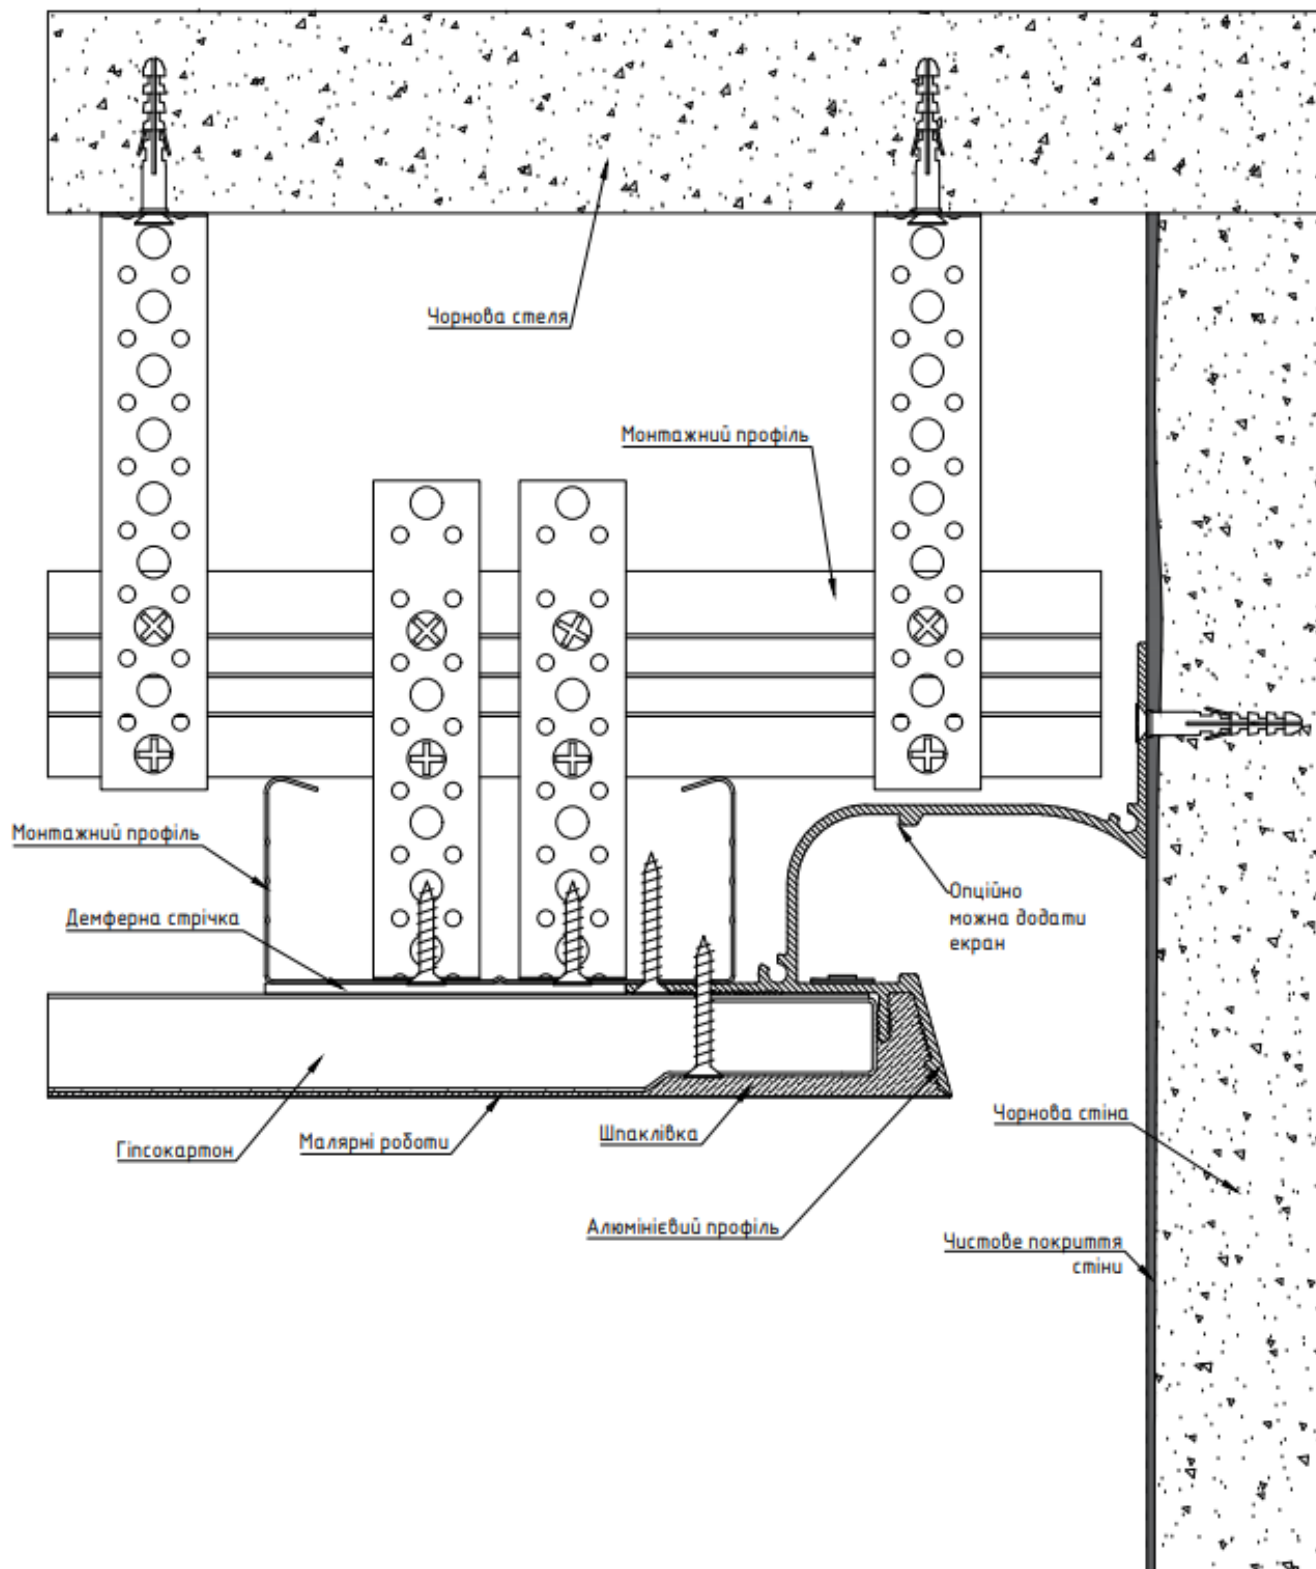 Чорнова стеля
Монтажний профіль
Монтажний профіль
Демферна стрічка
Опційно
можна додати
екран
Гіпсокартон
Малярні роботи
Шпаклівка
Чорнова стіна
Алюмінієвий профіль
Чистове покриття
стіни